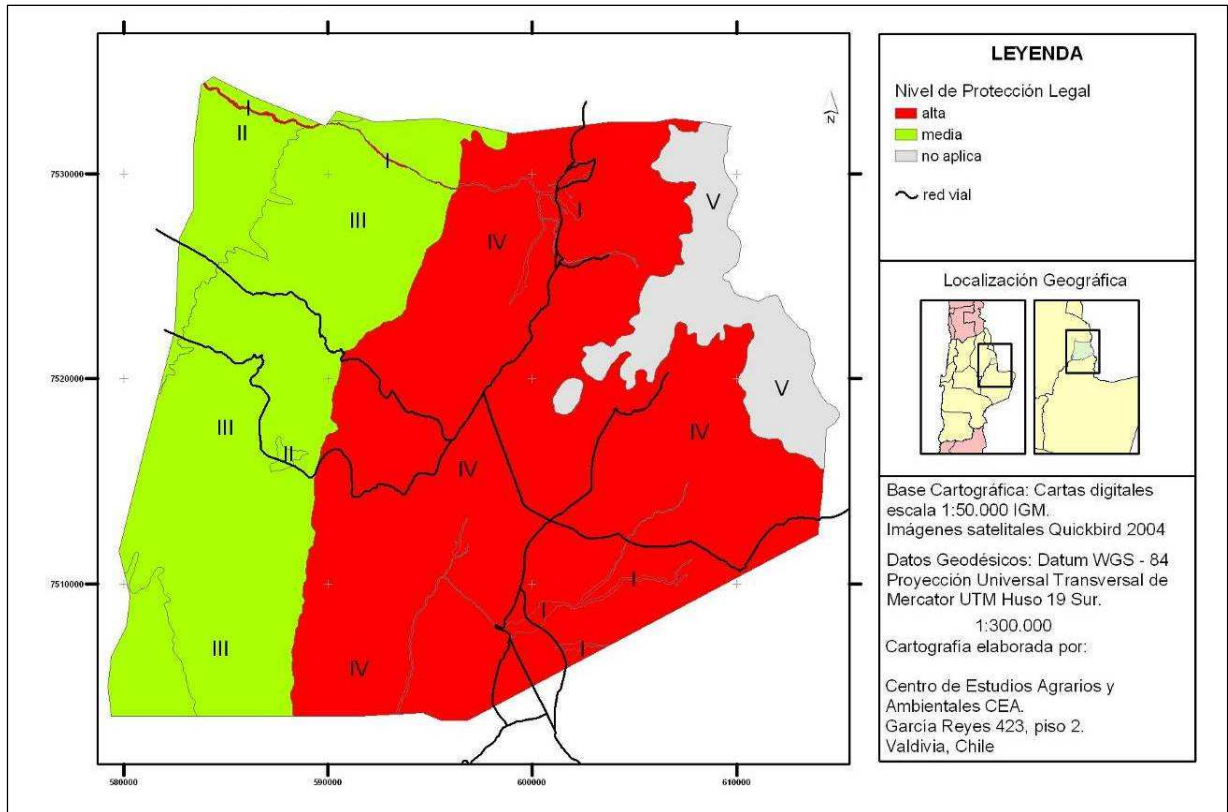 I
II
I
III
IV
I
V
V
III
II
IV
IV
I
I
I
III
IV
7530000
7520000
7510000
580000
590000
600000
610000
N
LEYENDA
Nivel de Protección Legal
alta
media
no aplica
red vial
Localización Geográfica
Base Cartográfica: Cartas digitales
escala 1:50.000 IGM.
Imágenes satelitales Quickbird 2004
Datos Geodésicos: Datum WGS - 84
Proyección Universal Transversal de
Mercator UTM Huso 19 Sur.
1:300.000
Cartografía elaborada por:
Centro de Estudios Agrarios y
Ambientales CEA.
García Reyes 423, piso 2.
Valdivia, Chile